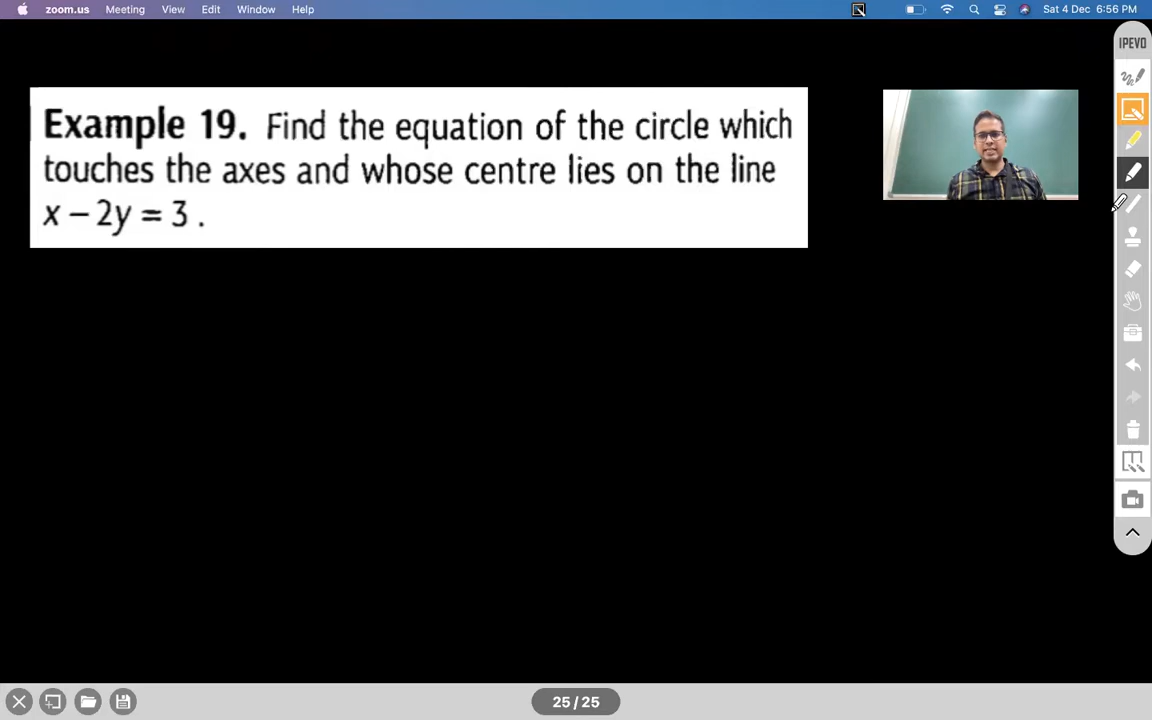 zoom.us Meeting View Edit Window Help Sat 4 Dec 6:56 PM
IPEVO
Example 19. Find the equation of the circle which
touches the axes and whose centre lies on the line
x – 2y = 3 .
25 / 25